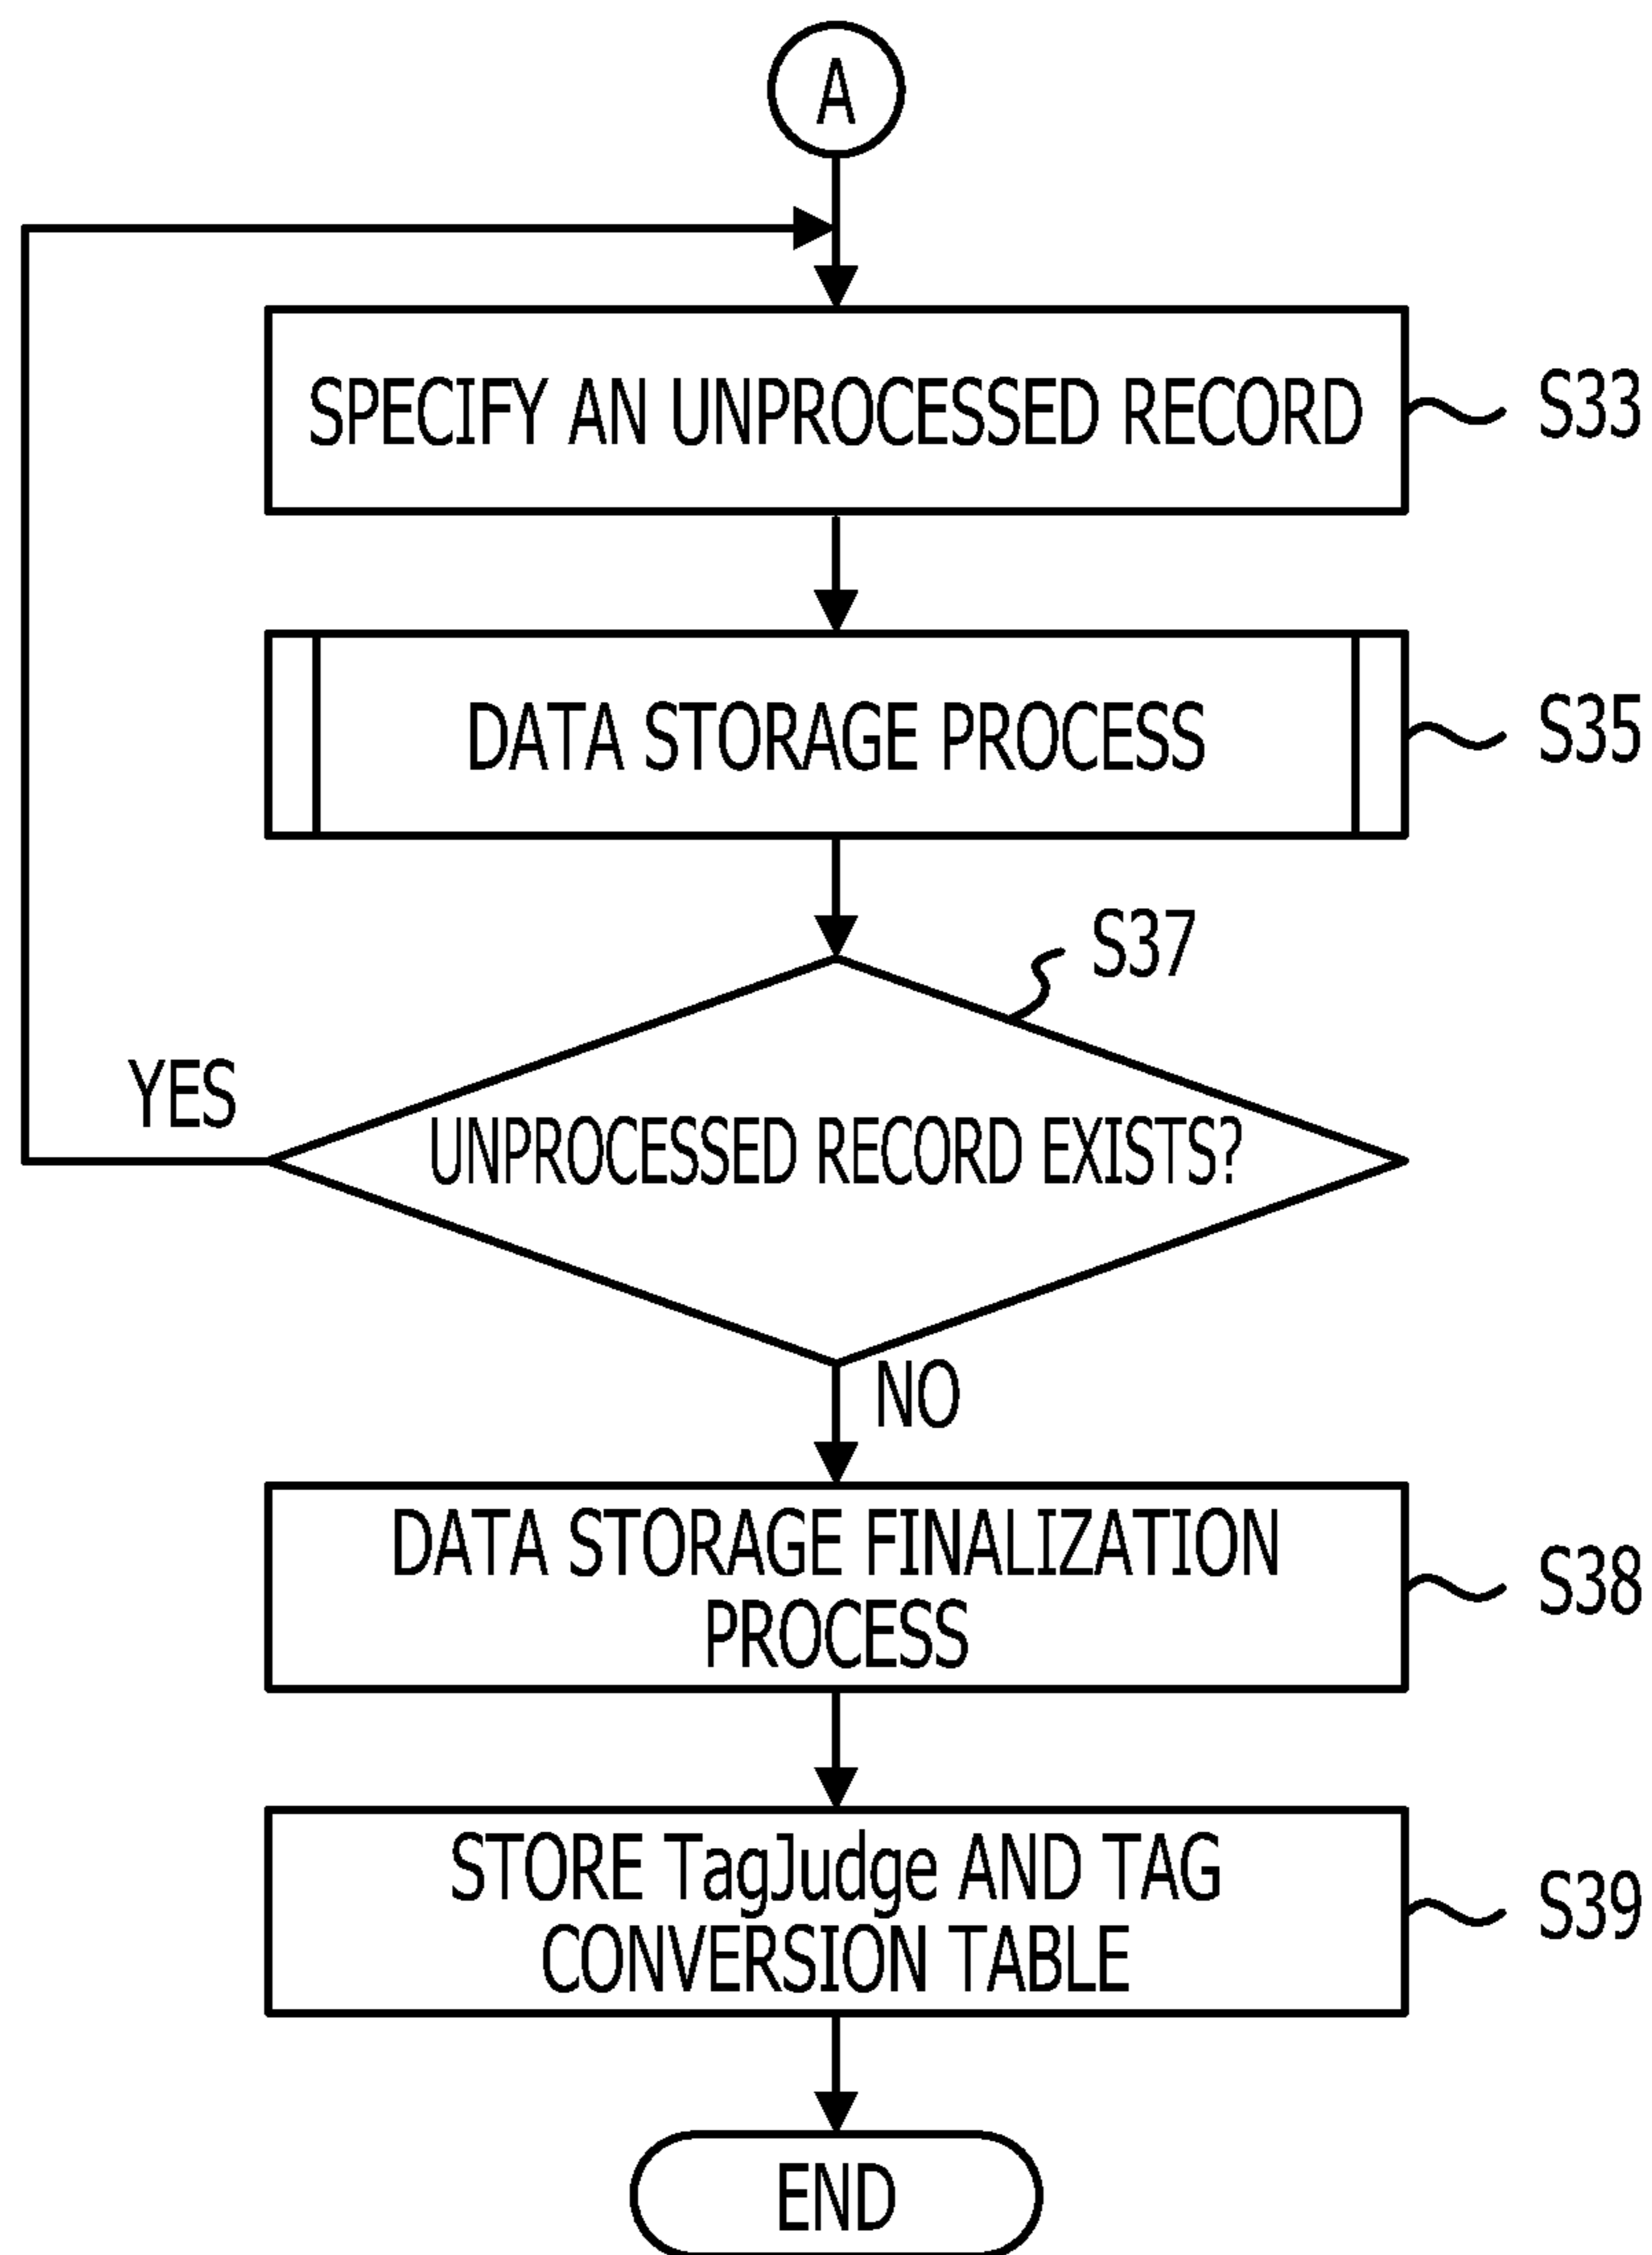 A
SPECIFY AN UNPROCESSED RECORD
S33
DATA STORAGE PROCESS
S35
S37
YES
UNPROCESSED RECORD EXISTS?
NO
DATA STORAGE FINALIZATION
PROCESS
S38
STORE TagJudge AND TAG
CONVERSION TABLE
S39
END